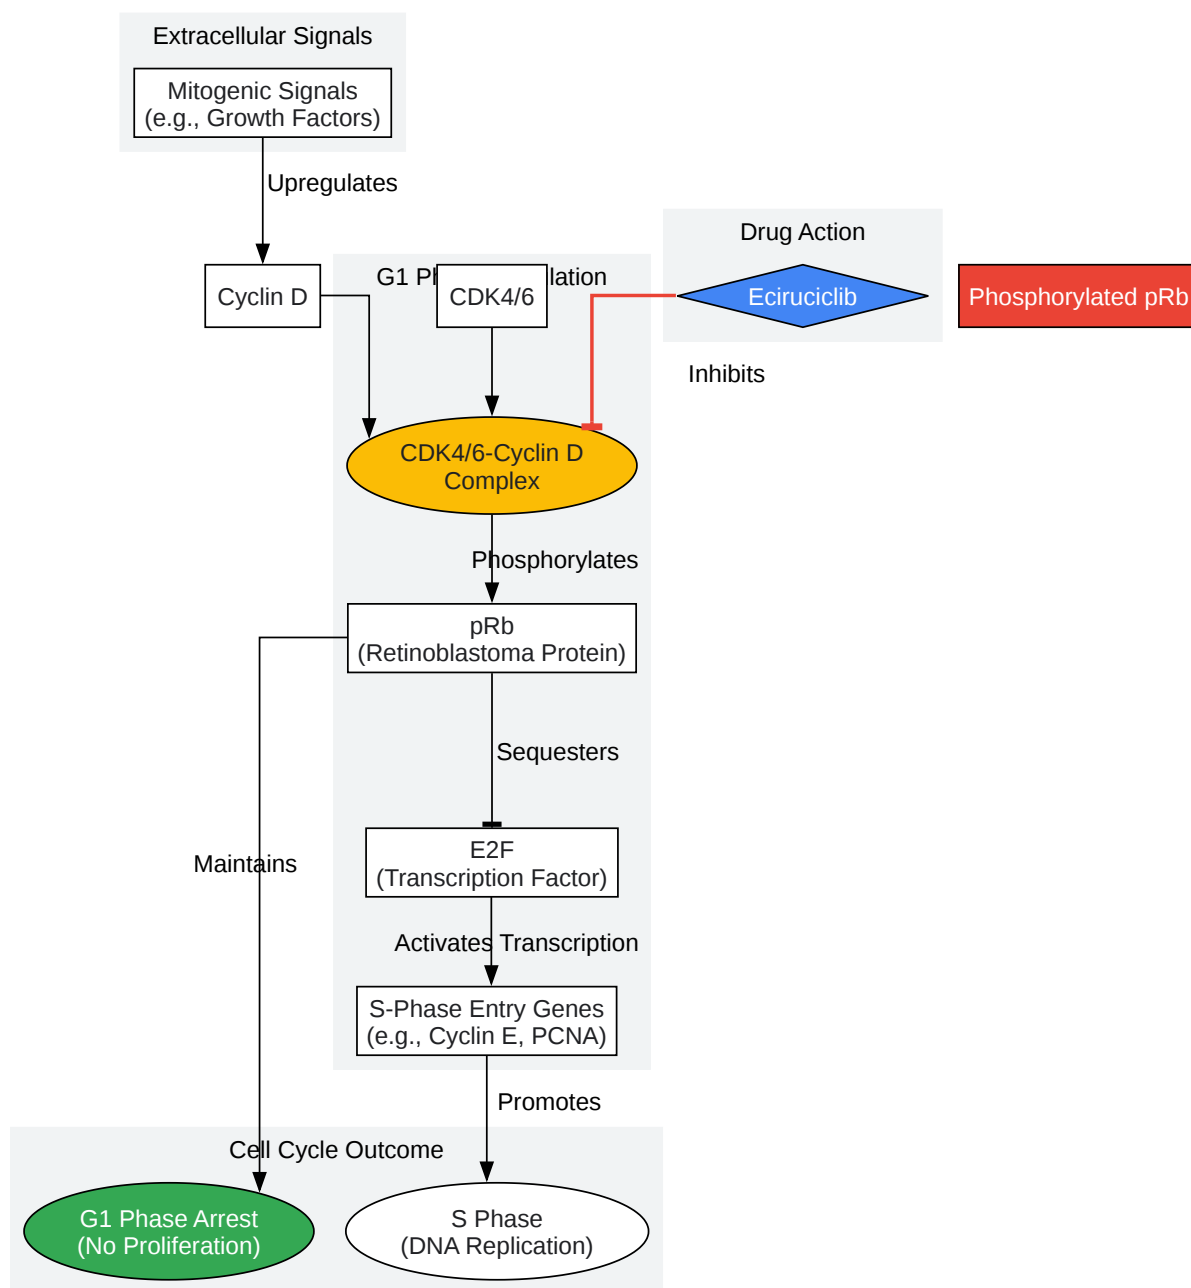 Extracellular Signals
Mitogenic Signals
(e.g., Growth Factors)
Upregulates
Drug Action
G1 Ph lation
Cyclin D
CDK4/6
Eciruciclib
Phosphorylated pRb
Inhibits
CDK4/6-Cyclin D
Complex
Phosphorylates
pRb
(Retinoblastoma Protein)
Sequesters
E2F
(Transcription Factor)
Maintains
Activates Transcription
S-Phase Entry Genes
(e.g., Cyclin E, PCNA)
Promotes
Cell Cycle Outcome
G1 Phase Arrest
(No Proliferation)
S Phase
(DNA Replication)